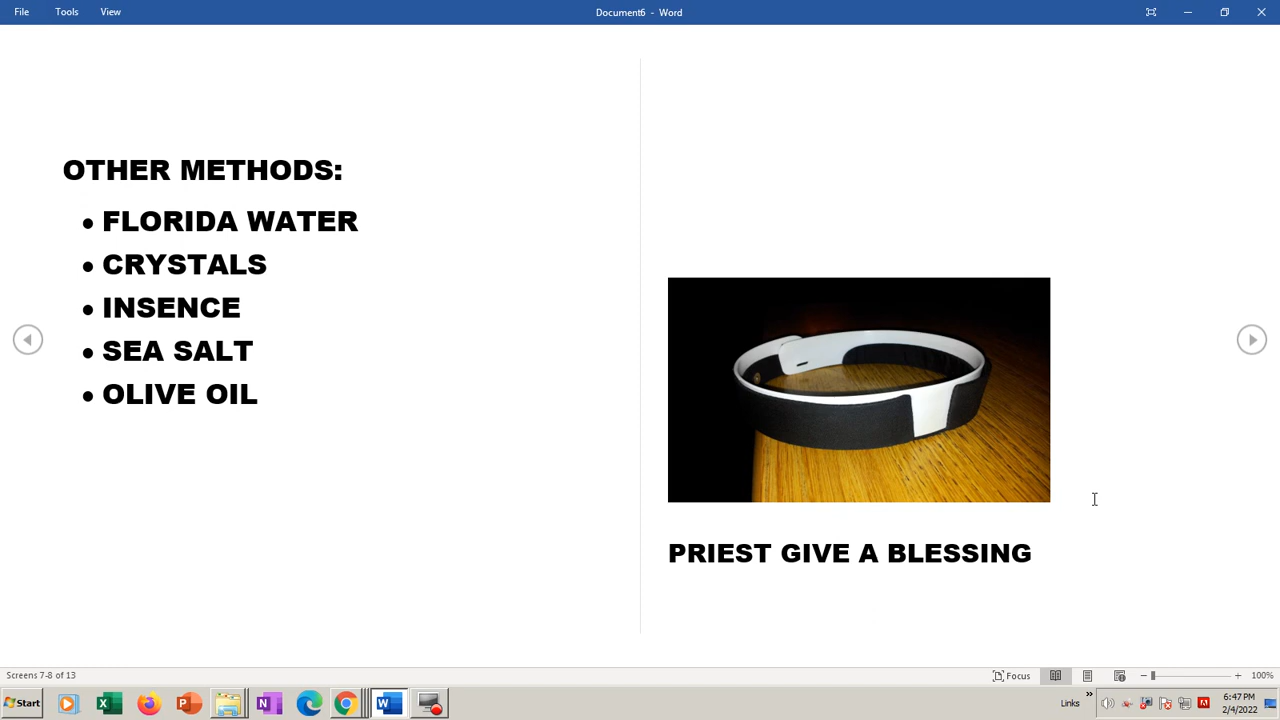 File Tools View Document6 - Word
OTHER METHODS:
• FLORIDA WATER
• CRYSTALS
• INSENCE
• SEA SALT
• OLIVE OIL
PRIEST GIVE A BLESSING
Screens 7-8 of 13 Focus 100%
Start Links 6:47 PM
2/4/2022